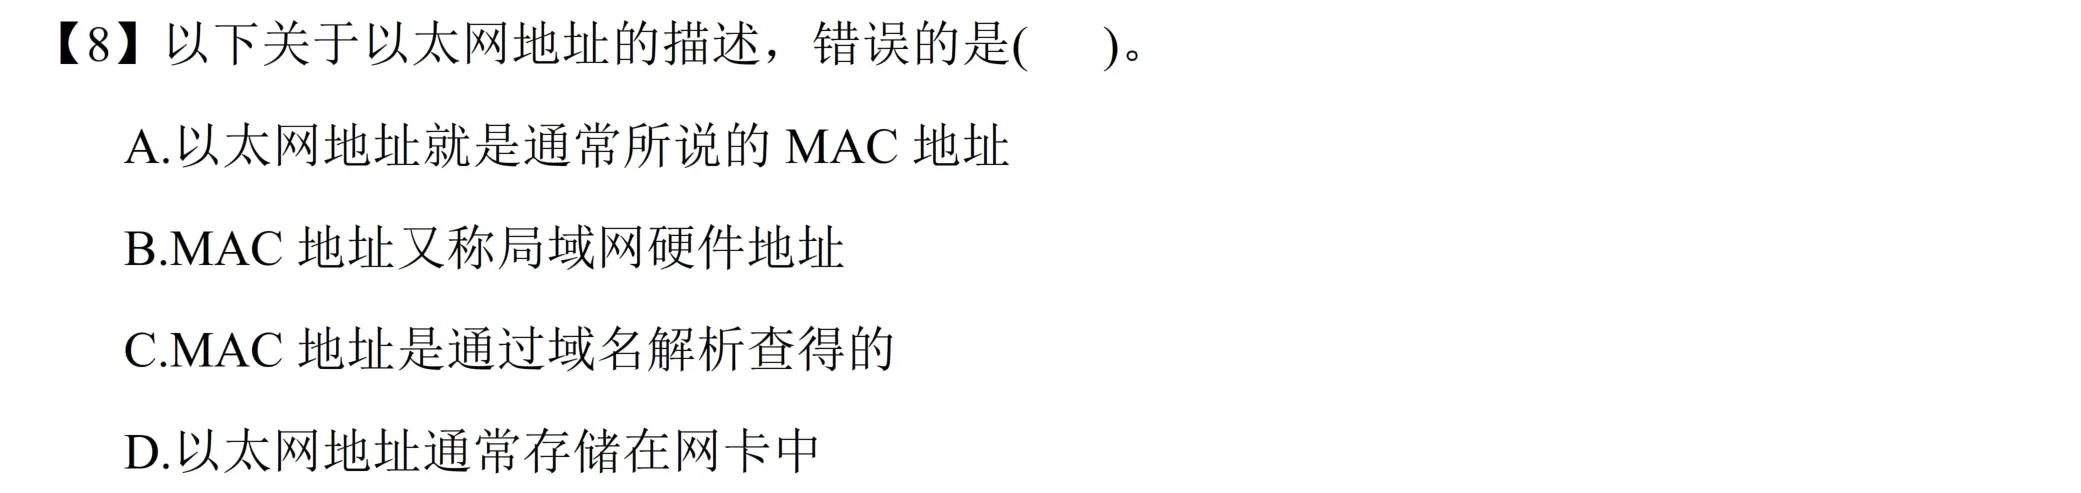 【8】以下关于以太网地址的描述，错误的是(  )。
A.以太网地址就是通常所说的 MAC 地址
B.MAC 地址又称局域网硬件地址
C.MAC 地址是通过域名解析查得的
D.以太网地址通常存储在网卡中